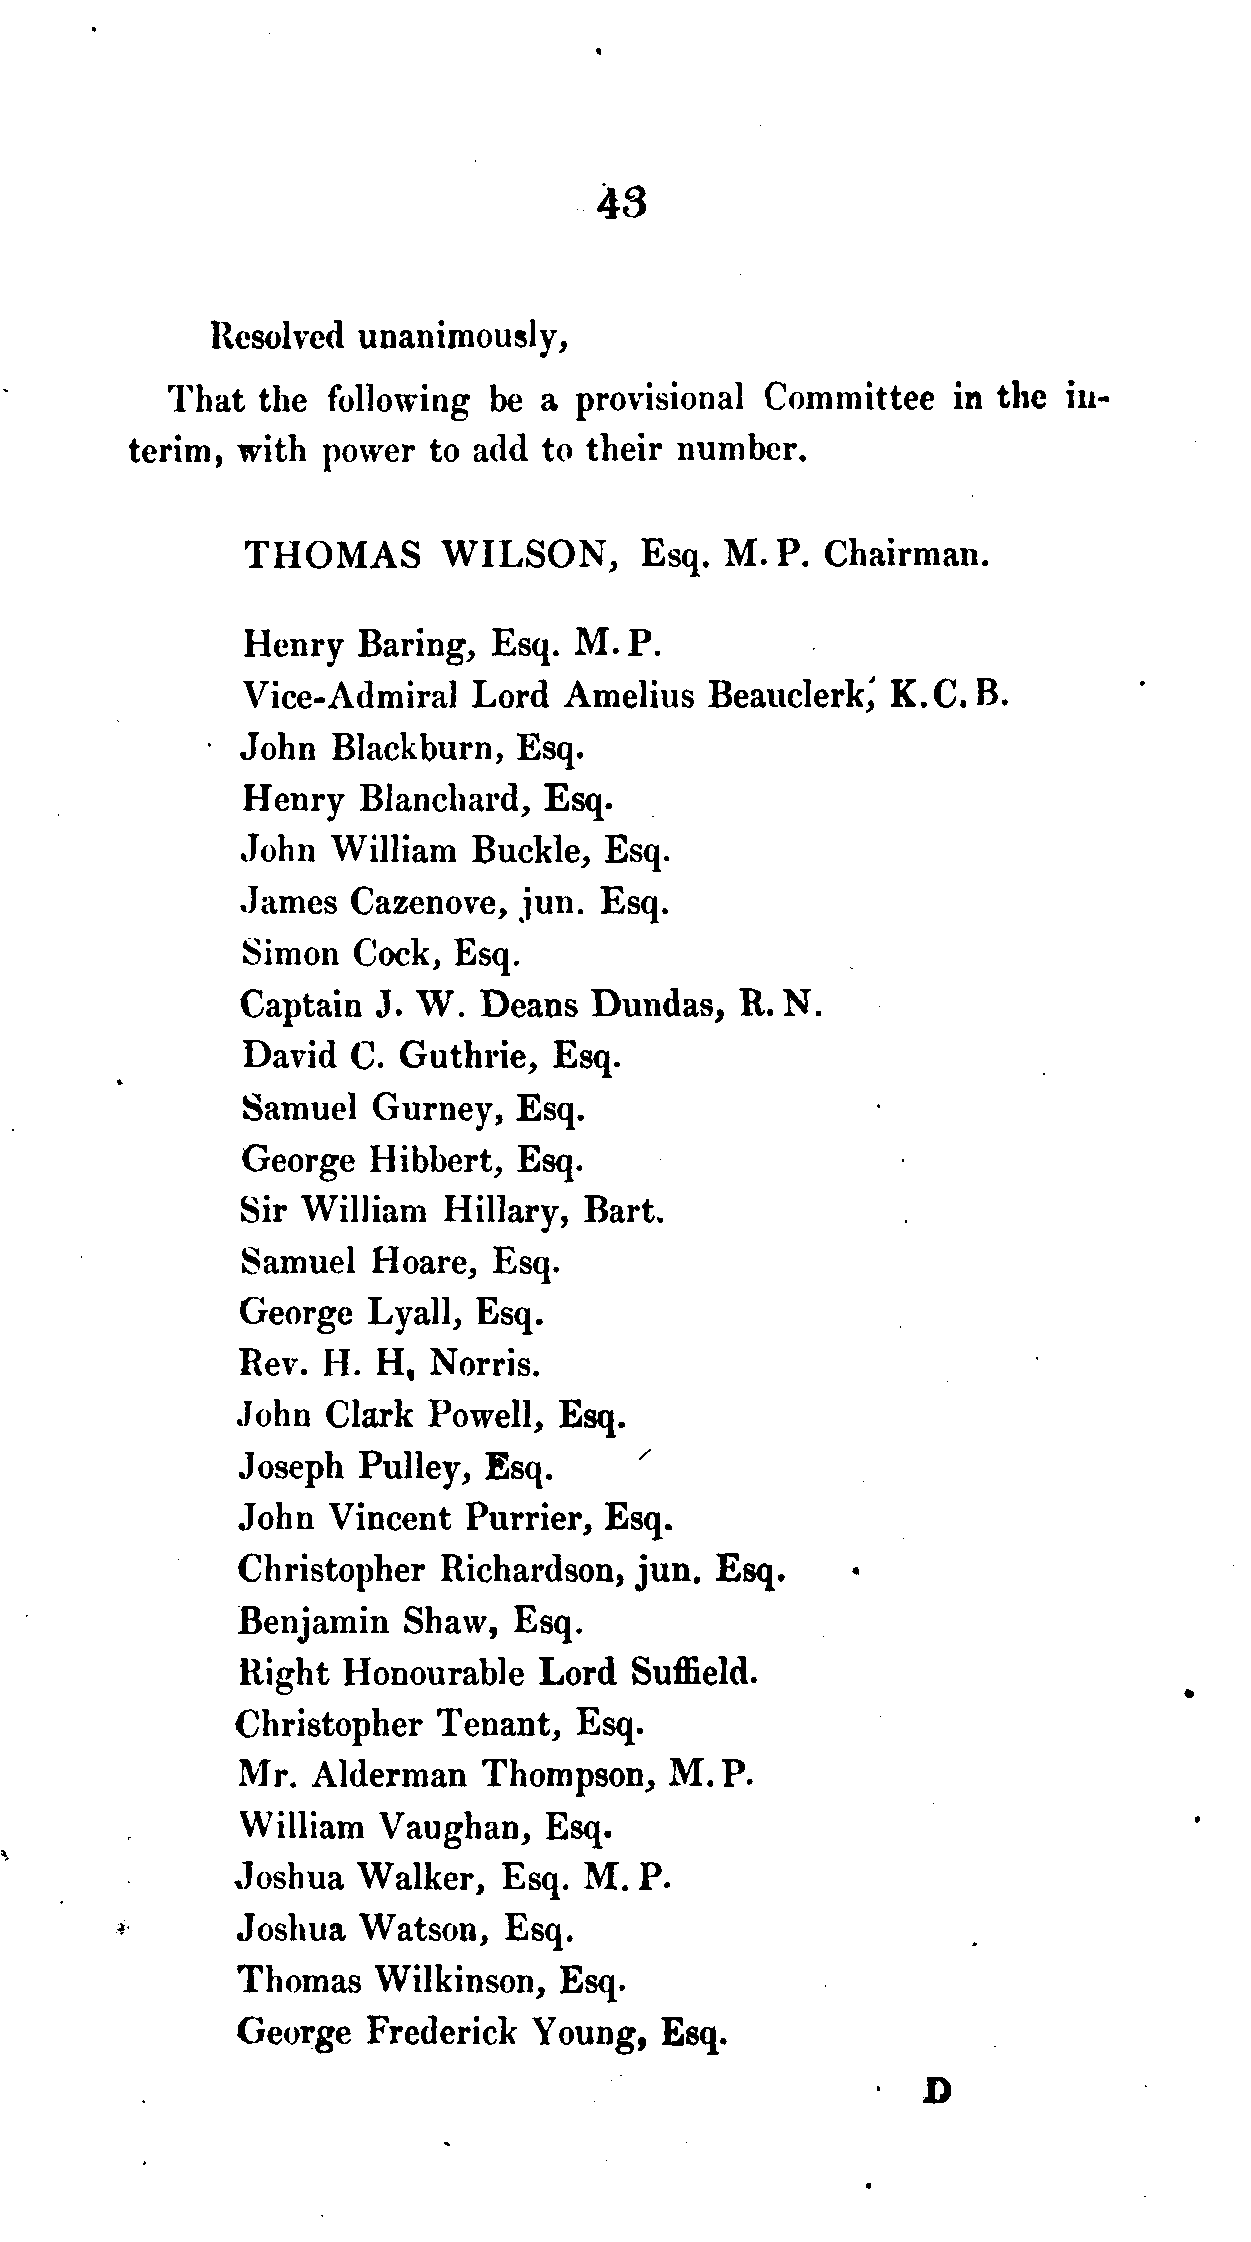 43
Resolved unanimously,
That the following be a provisional Committee in the in-
terim, with power to add to their number.
THOMAS WILSON, Esq. M. P. Chairman.
Henry Baring, Esq. M. P.
Vice-Admiral Lord Amelius Beauclerk, K. C. B.
John Blackburn, Esq.
Henry Blanchard, Esq.
John William Buckle, Esq.
James Cazenove, jun. Esq.
Simon Cock, Esq.
Captain J. W. Deans Dundas, R. N.
David C. Guthrie, Esq.
Samuel Gurney, Esq.
George Hibbert, Esq.
Sir William Hillary, Bart.
Samuel Hoare, Esq.
George Lyall, Esq.
Rev. H. H. Norris.
John Clark Powell, Esq.
Joseph Pulley, Esq.
John Vincent Purrier, Esq.
Christopher Richardson, jun. Esq.
Benjamin Shaw, Esq.
Right Honourable Lord Suffield.
Christopher Tenant, Esq.
Mr. Alderman Thompson, M. P.
William Vaughan, Esq.
Joshua Walker, Esq. M. P.
Joshua Watson, Esq.
Thomas Wilkinson, Esq.
George Frederick Young, Esq.
D